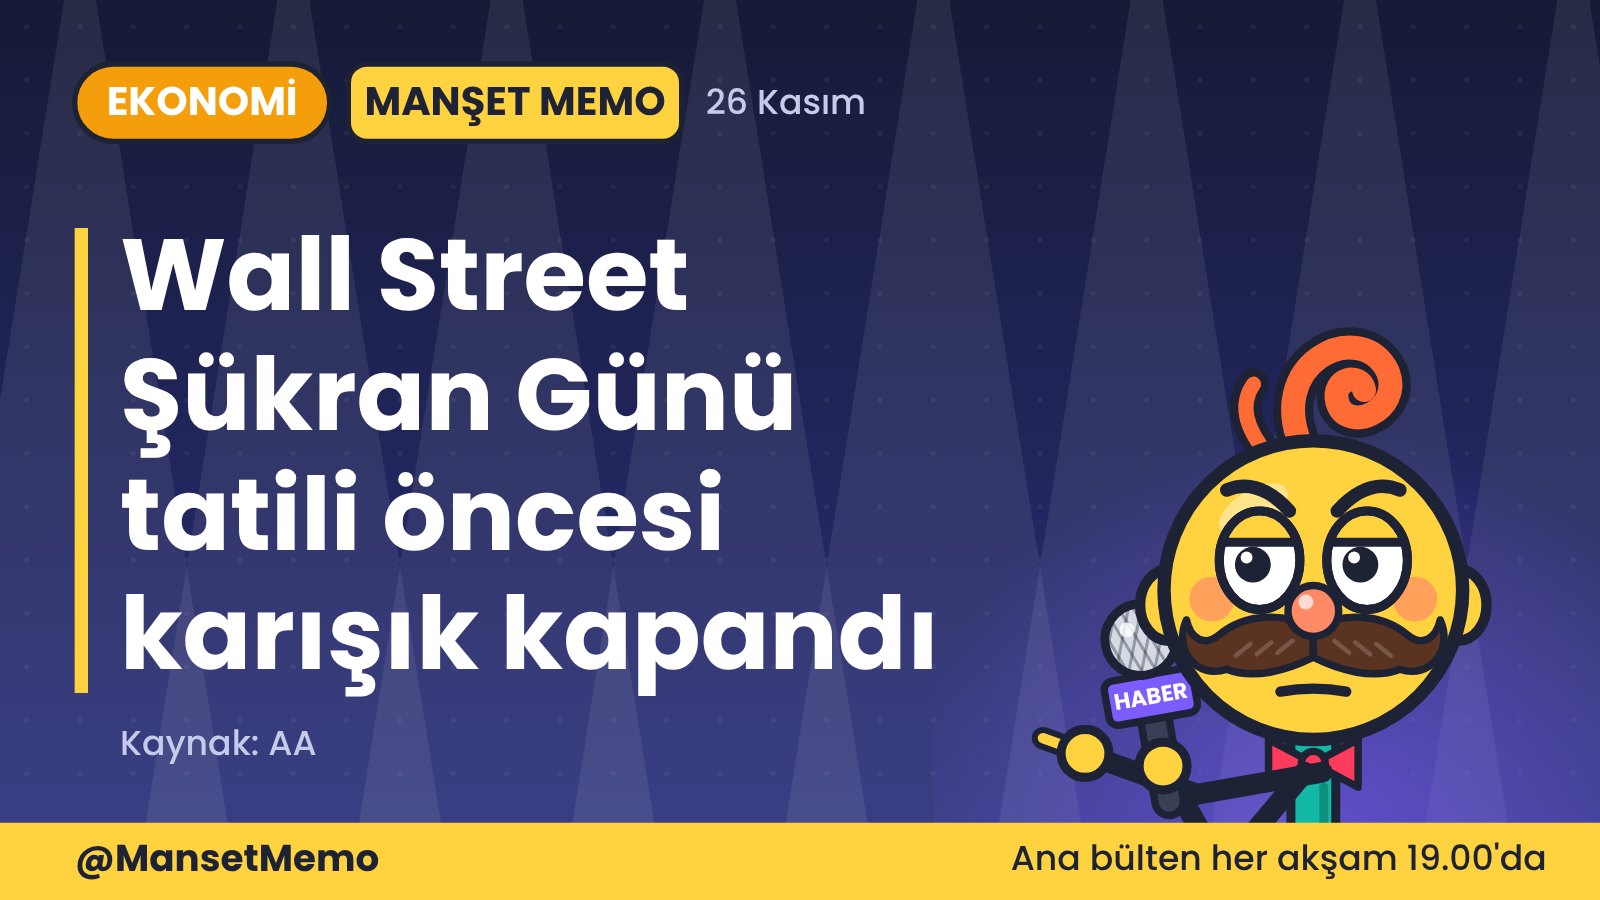 EKONOMİ
MANŞET MEMO
26 Kasım
Wall Street
Şükran Günü
tatili öncesi
karışık kapandı
Kaynak: AA
HABER
@MansetMemo
Ana bülten her akşam 19.00'da